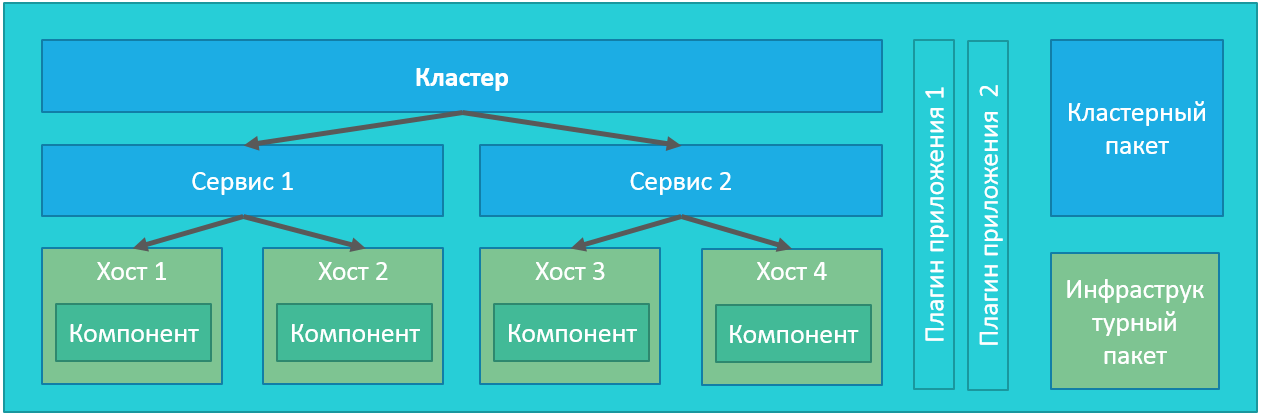 Кластер
Сервис 1
Сервис 2
Хост 1
Компонент
Хост 2
Компонент
Хост 3
Компонент
Хост 4
Компонент
Плагин приложения 1
Плагин приложения 2
Кластерный
пакет
Инфраструк
турный
пакет